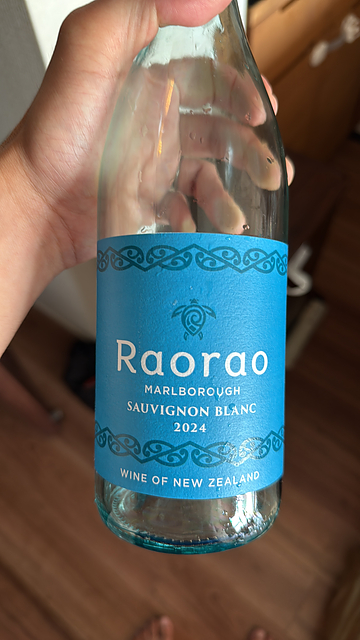 Raorao
MARLBOROUGH
SAUVIGNON BLANC
2024
WINE OF NEW ZEALAND